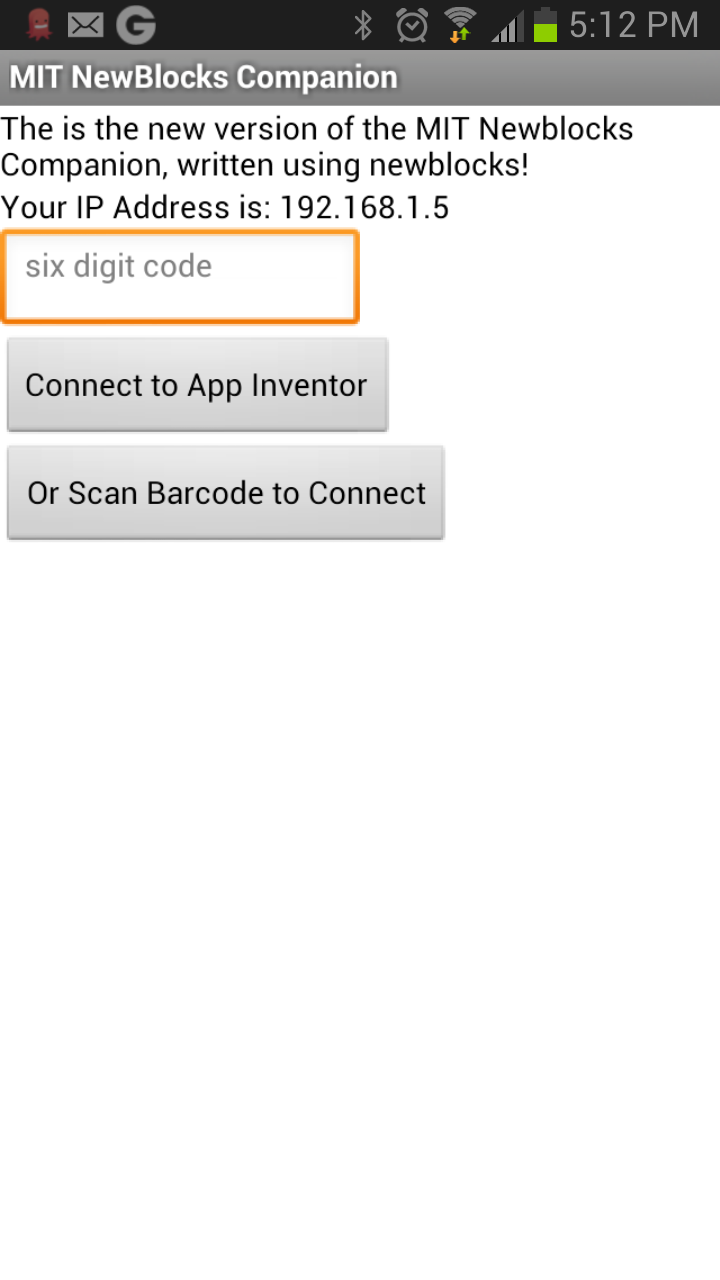 5:12 PM
MIT NewBlocks Companion
The is the new version of the MIT Newblocks
Companion, written using newblocks!
Your IP Address is: 192.168.1.5
six digit code
Connect to App Inventor
Or Scan Barcode to Connect